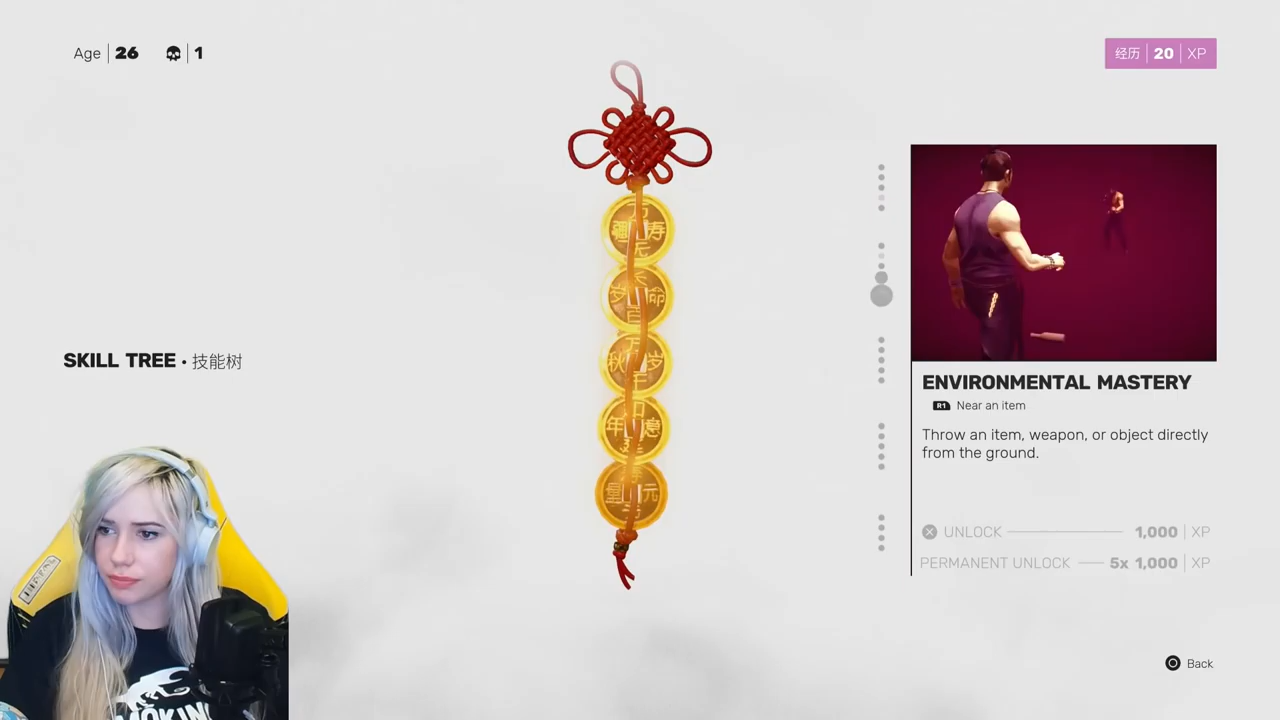 Age 26 1
经历 20 XP
SKILL TREE • 技能树
ENVIRONMENTAL MASTERY
R1 Near an item
Throw an item, weapon, or object directly
from the ground.
UNLOCK 1,000 XP
PERMANENT UNLOCK 5x 1,000 XP
Back